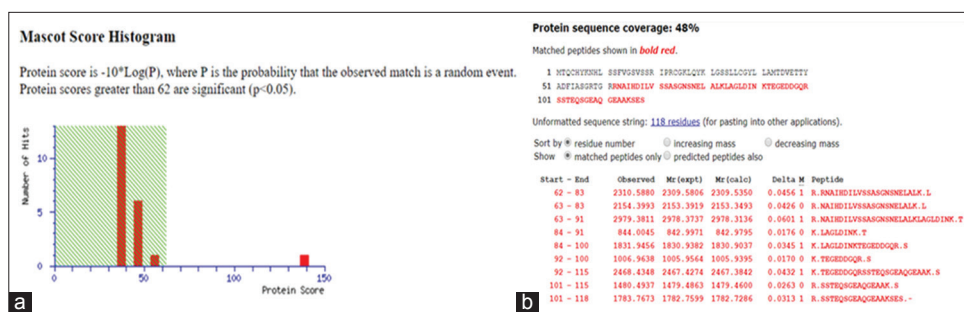 Mascot Score Histogram
Protein score is -10*Log(P), where P is the probability that the observed match is a random event.
Protein scores greater than 62 are significant (p<0.05).
Number of Hits
10
5
0
0 50 100 150
Protein Score
a
Protein sequence coverage: 48%
Matched peptides shown in bold red.
1 MTQCHYKNHL SSFVGSVSSR IPRCGKLQYK LGSSLLCGYL LAMTDVETTY
51 ADFIASGRTG RRNAIHDILV SSASGNSNEL ALKLAGLDIN KTEGEDDGQR
101 SSTEQSGEAQ GEAAKSES
Unformatted sequence string: 118 residues (for pasting into other applications).
Sort by residue number increasing mass decreasing mass
Show matched peptides only predicted peptides also
Start - End Observed Mr(expt) Mr(calc) Delta M Peptide
62 - 83 2310.5880 2309.5806 2309.5350 0.0456 1 R.RNAIHDILVSSASGNSNELALK.L
63 - 83 2154.3993 2153.3919 2153.3493 0.0426 0 R.NAIHDILVSSASGNSNELALK.L
63 - 91 2979.3811 2978.3737 2978.3136 0.0601 1 R.NAIHDILVSSASGNSNELALKLAGLDINK.T
84 - 91 844.0045 842.9971 842.9795 0.0176 0 K.LAGLDINK.T
84 - 100 1831.9456 1830.9382 1830.9037 0.0345 1 K.LAGLDINKTEGEDDGQR.S
92 - 100 1006.9638 1005.9564 1005.9395 0.0170 0 K.TEGEDDGQR.S
92 - 115 2468.4348 2467.4274 2467.3842 0.0432 1 K.TEGEDDGQRSSTEQSGEAQGEAAK.S
101 - 115 1480.4937 1479.4863 1479.4600 0.0263 0 R.SSTEQSGEAQGEAAK.S
101 - 118 1783.7673 1782.7599 1782.7286 0.0313 1 R.SSTEQSGEAQGEAAKSES.-
b